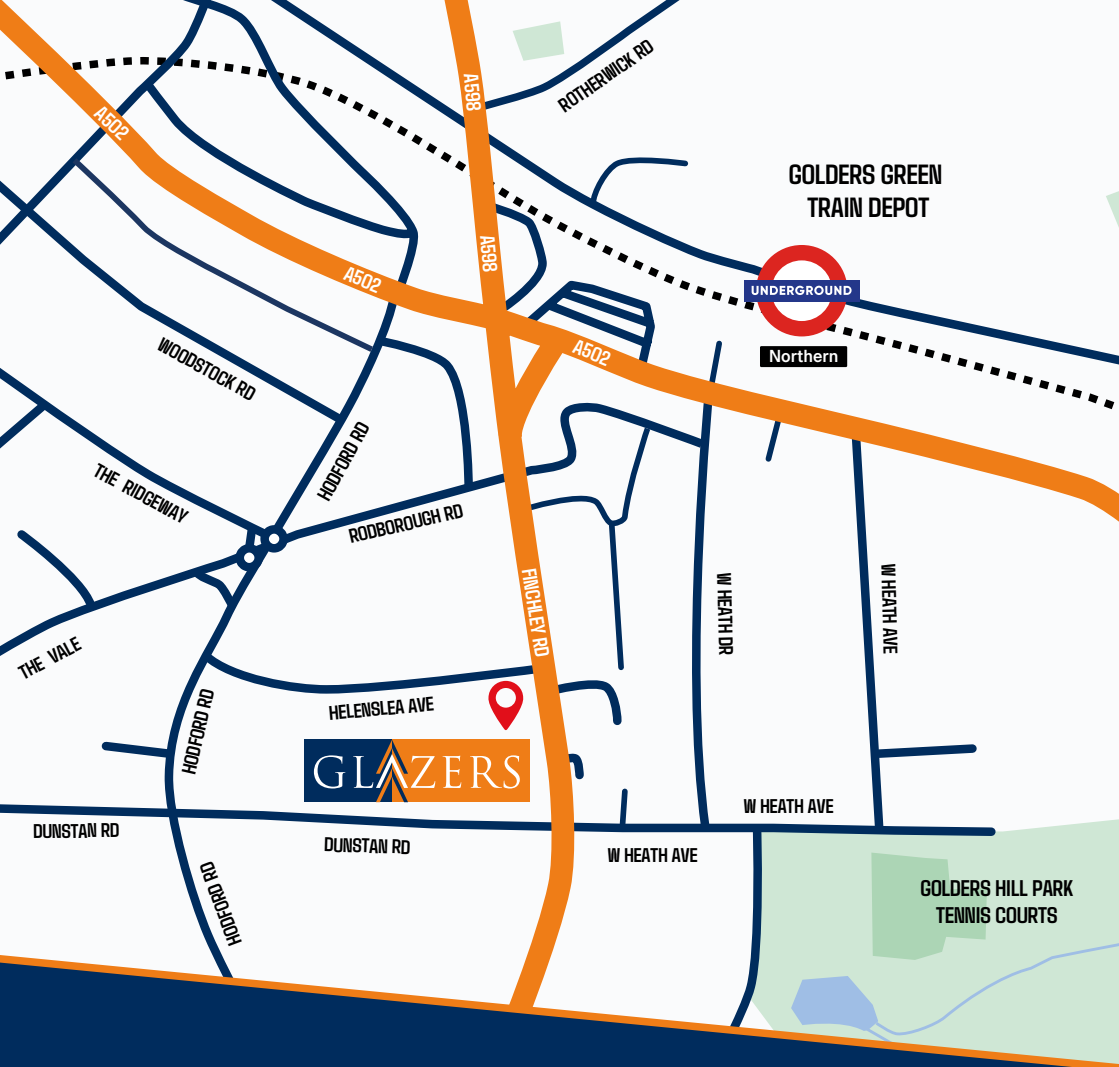 A598
ROTHERWICK RD
A502
GOLDERS GREEN
TRAIN DEPOT
A598
A502
UNDERGROUND
Northern
A502
WOODSTOCK RD
HODFORD RD
THE RIDGEWAY
RODBOROUGH RD
FINCHLEY RD
W HEATH DR
W HEATH AVE
THE VALE
HODFORD RD
HELENSLEA AVE
GLAZERS
W HEATH AVE
DUNSTAN RD
DUNSTAN RD
W HEATH AVE
HODFORD RD
GOLDERS HILL PARK
TENNIS COURTS